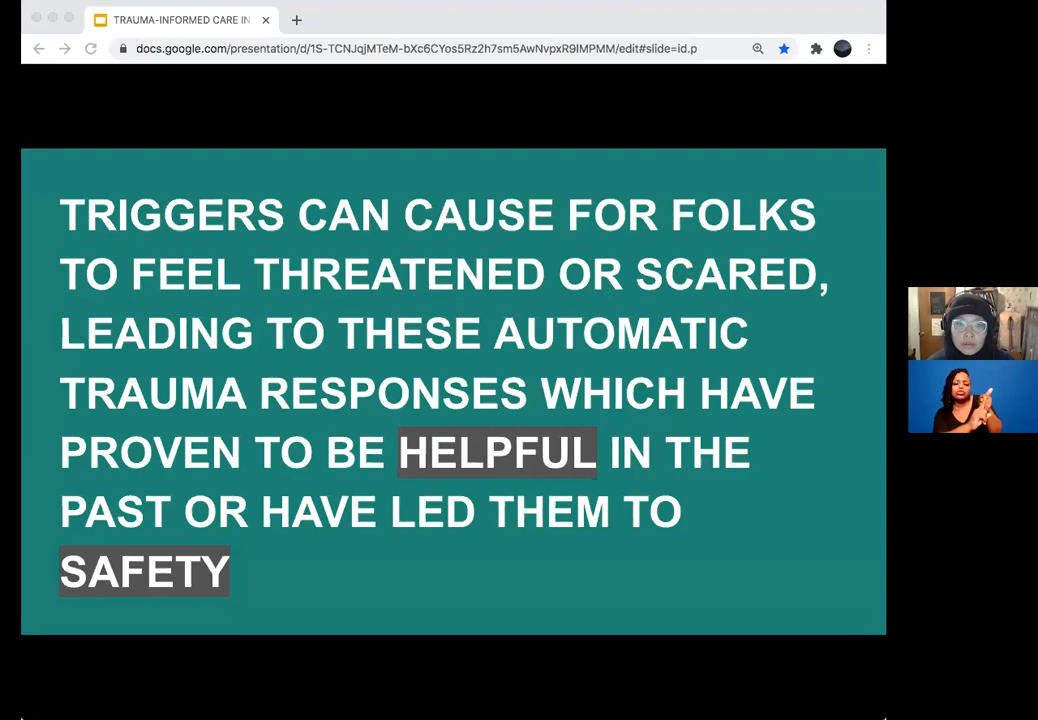 TRAUMA-INFORMED CARE IN
docs.google.com/presentation/d/1S-TCNJqjMTeM-bXc6CYos5Rz2h7sm5AwNvpxR9IMPMM/edit#slide=id.p
TRIGGERS CAN CAUSE FOR FOLKS
TO FEEL THREATENED OR SCARED,
LEADING TO THESE AUTOMATIC
TRAUMA RESPONSES WHICH HAVE
PROVEN TO BE HELPFUL IN THE
PAST OR HAVE LED THEM TO
SAFETY